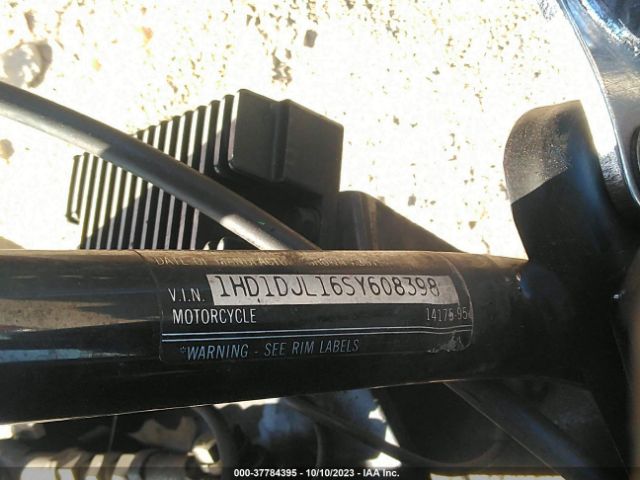 V.I.N. 1HD1DJL16SY608398
MOTORCYCLE 14175-95
*WARNING - SEE RIM LABELS
000-37784395 • 10/10/2023 • IAA Inc.